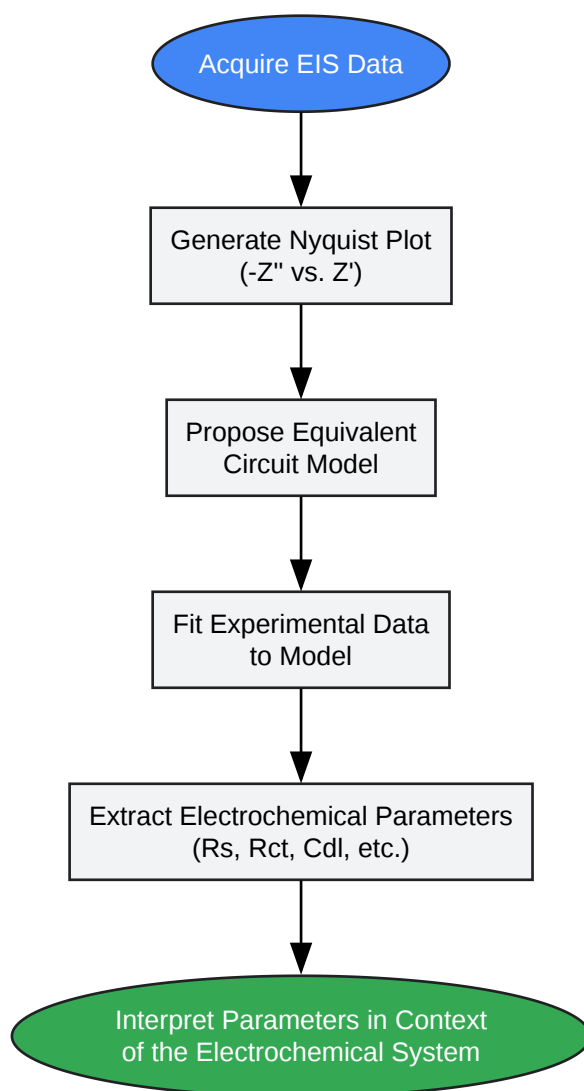 Acquire EIS Data
Generate Nyquist Plot
(-Z" vs. Z')
Propose Equivalent
Circuit Model
Fit Experimental Data
to Model
Extract Electrochemical Parameters
(Rs, Rct, Cdl, etc.)
Interpret Parameters in Context
of the Electrochemical System